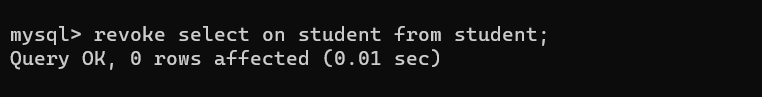 mysql> revoke select on student from student;
Query OK, 0 rows affected (0.01 sec)